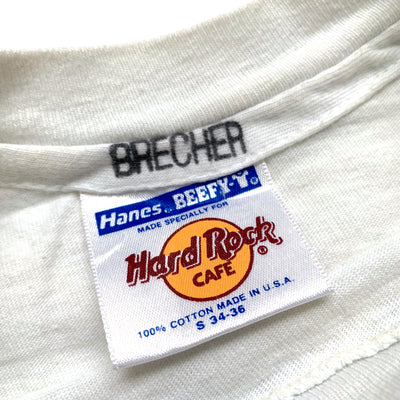 BRECHER
Hanes® BEEFY-T®
MADE SPECIALLY FOR
Hard Rock
CAFE ®
100% COTTON MADE IN U.S.A.
S 34-36